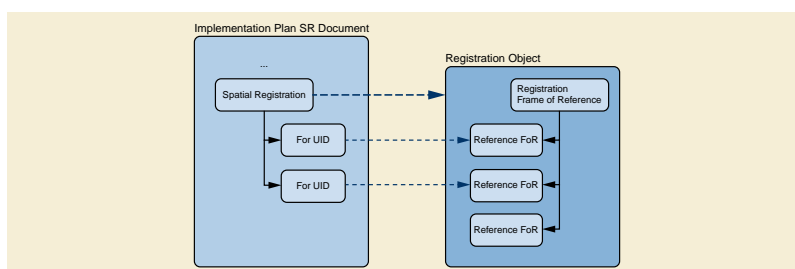 Implementation Plan SR Document
...
Spatial Registration
For UID
For UID
Registration Object
Registration
Frame of Reference
Reference FoR
Reference FoR
Reference FoR